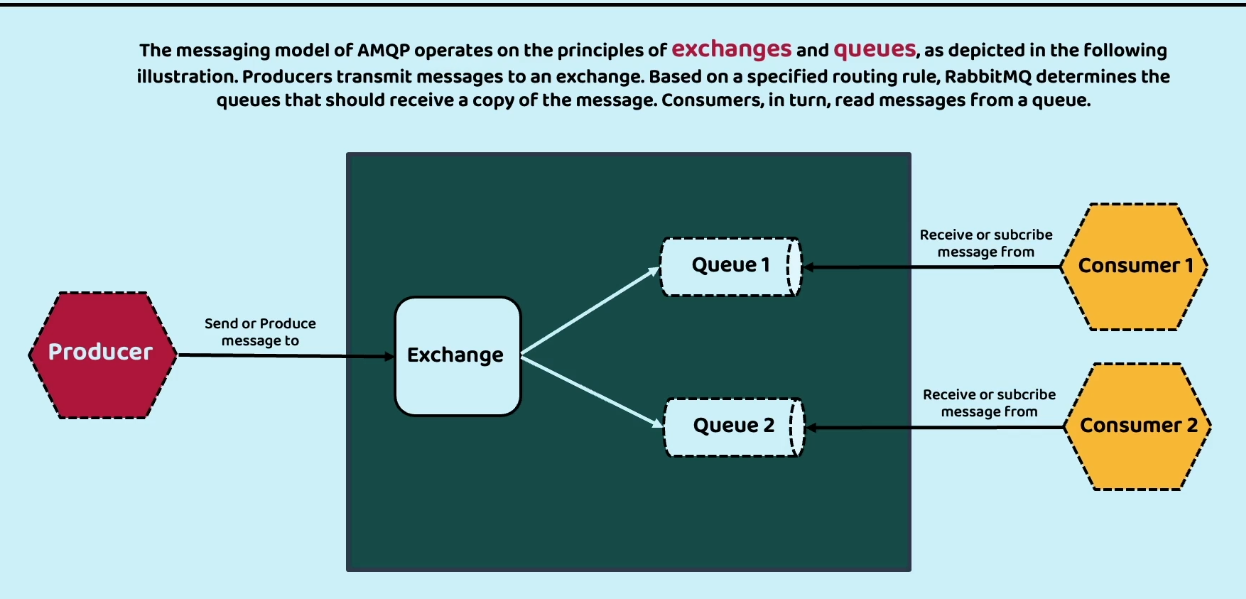 The messaging model of AMQP operates on the principles of exchanges and queues, as depicted in the following
illustration. Producers transmit messages to an exchange. Based on a specified routing rule, RabbitMQ determines the
queues that should receive a copy of the message. Consumers, in turn, read messages from a queue.
Producer
Send or Produce
message to
Exchange
Queue 1
Receive or subcribe
message from
Consumer 1
Queue 2
Receive or subcribe
message from
Consumer 2